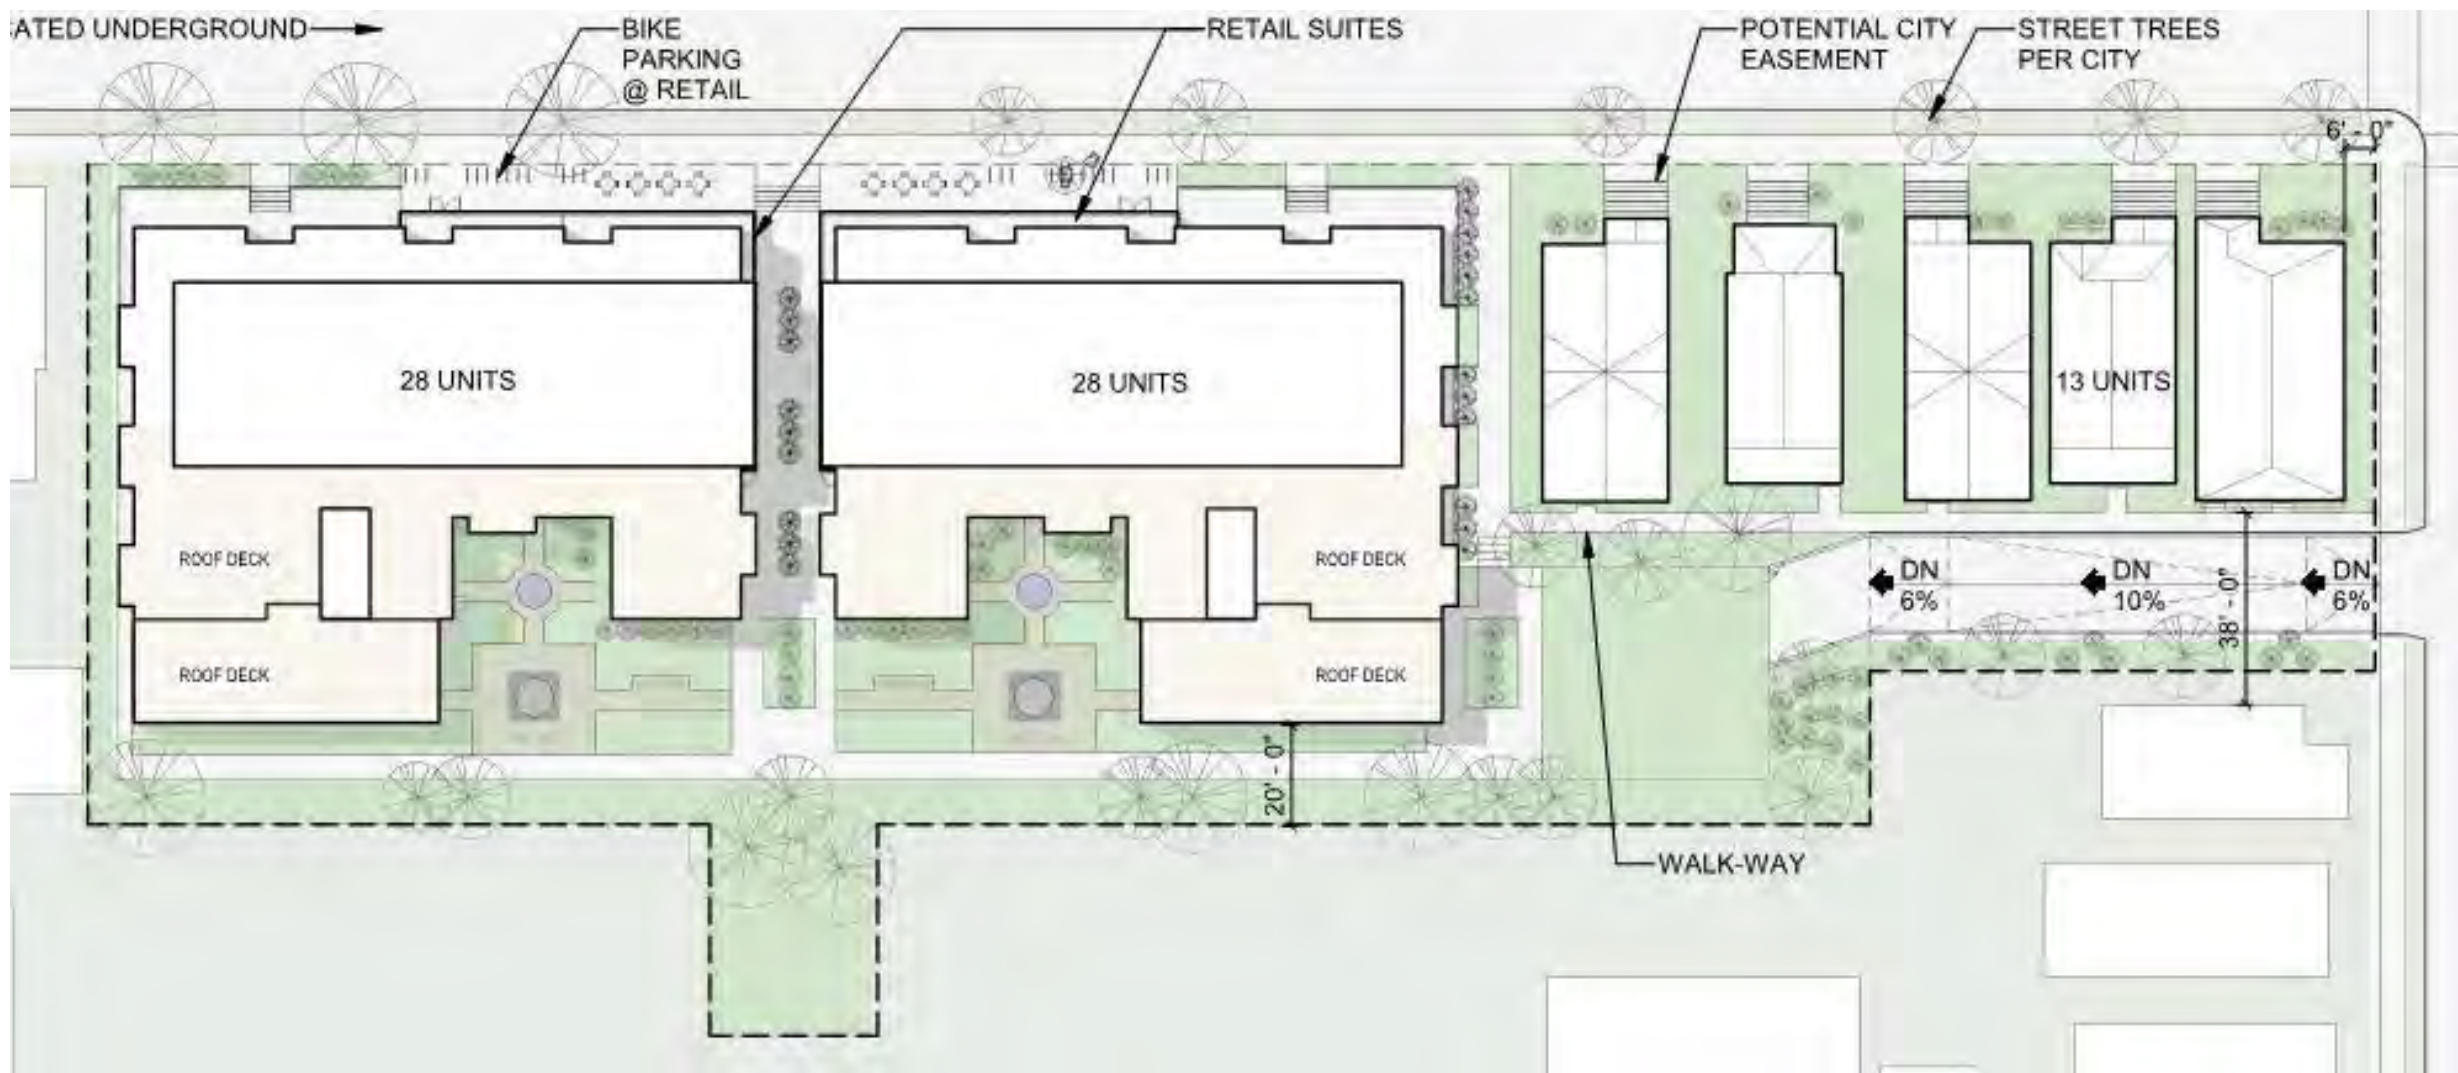 ATED UNDERGROUND
BIKE
PARKING
@ RETAIL
RETAIL SUITES
POTENTIAL CITY
EASEMENT
STREET TREES
PER CITY
6' - 0"
28 UNITS
28 UNITS
13 UNITS
ROOF DECK
ROOF DECK
DN
6%
DN
10%
DN
6%
38' - 0"
ROOF DECK
ROOF DECK
20' - 0"
WALK-WAY